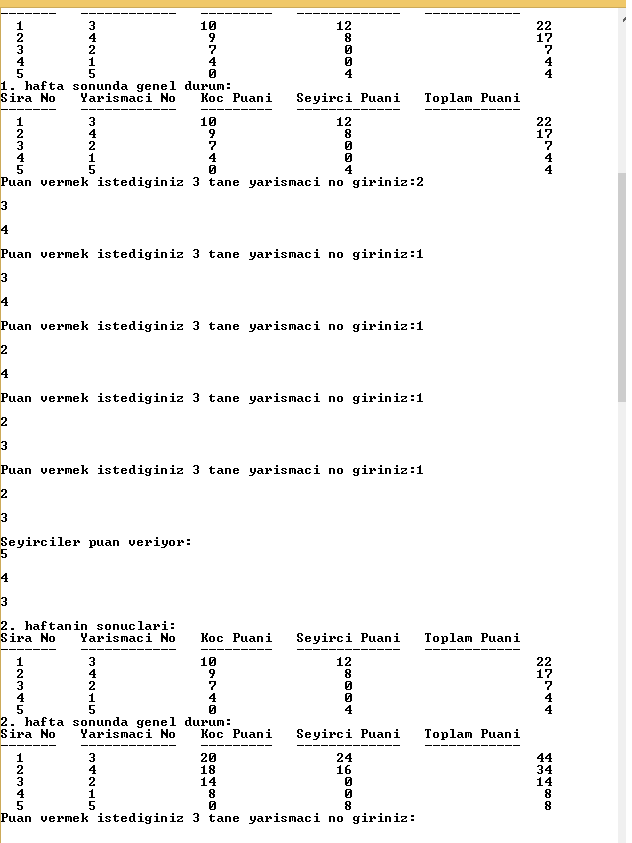 ------- ------------ --------- ------------- ------------
1 3 10 12 22
2 4 9 8 17
3 2 7 0 7
4 1 4 0 4
5 5 0 4 4
1. hafta sonunda genel durum:
Sira No Yarismaci No Koc Puani Seyirci Puani Toplam Puani
------- ------------ --------- ------------- ------------
1 3 10 12 22
2 4 9 8 17
3 2 7 0 7
4 1 4 0 4
5 5 0 4 4
Puan vermek istediginiz 3 tane yarismaci no giriniz:2
3
4
Puan vermek istediginiz 3 tane yarismaci no giriniz:1
3
4
Puan vermek istediginiz 3 tane yarismaci no giriniz:1
2
4
Puan vermek istediginiz 3 tane yarismaci no giriniz:1
2
3
Puan vermek istediginiz 3 tane yarismaci no giriniz:1
2
3
Seyirciler puan veriyor:
5
4
3
2. haftanin sonuclari:
Sira No Yarismaci No Koc Puani Seyirci Puani Toplam Puani
------- ------------ --------- ------------- ------------
1 3 10 12 22
2 4 9 8 17
3 2 7 0 7
4 1 4 0 4
5 5 0 4 4
2. hafta sonunda genel durum:
Sira No Yarismaci No Koc Puani Seyirci Puani Toplam Puani
------- ------------ --------- ------------- ------------
1 3 20 24 44
2 4 18 16 34
3 2 14 0 14
4 1 8 0 8
5 5 0 8 8
Puan vermek istediginiz 3 tane yarismaci no giriniz: